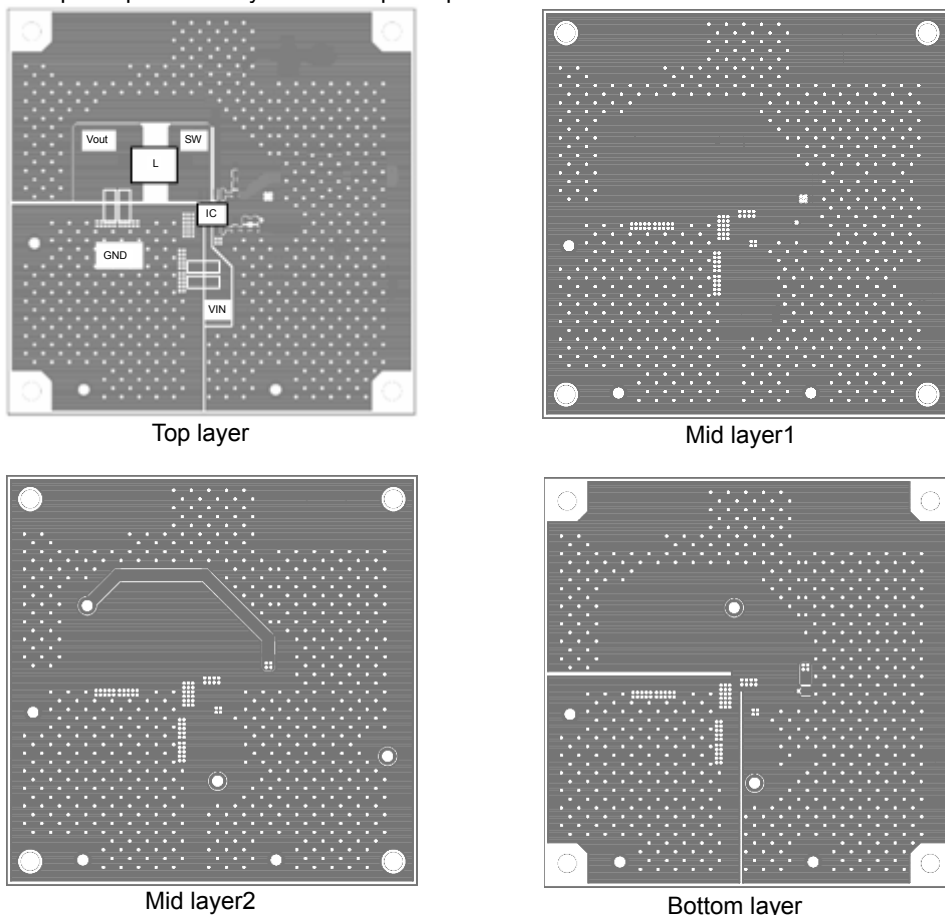 Vout
SW
L
IC
GND
VIN
Top layer
Mid layer1
Mid layer2
Bottom layer